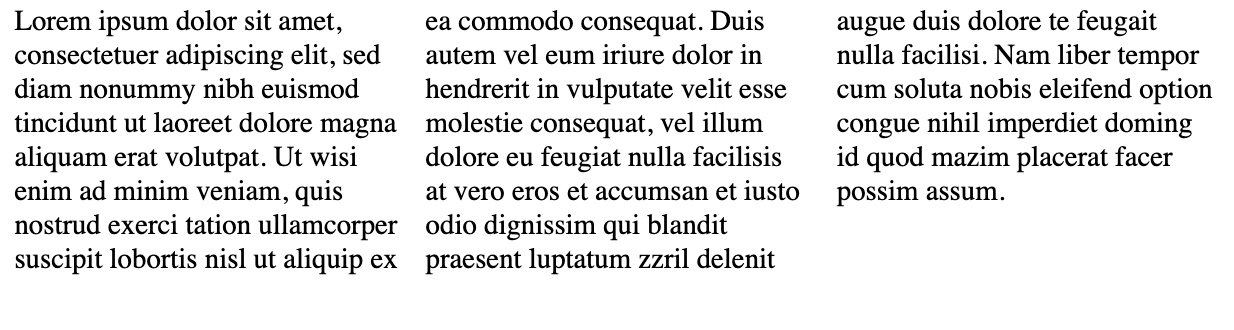 Lorem ipsum dolor sit amet,
consectetuer adipiscing elit, sed
diam nonummy nibh euismod
tincidunt ut laoreet dolore magna
aliquam erat volutpat. Ut wisi
enim ad minim veniam, quis
nostrud exerci tation ullamcorper
suscipit lobortis nisl ut aliquip ex
ea commodo consequat. Duis
autem vel eum iriure dolor in
hendrerit in vulputate velit esse
molestie consequat, vel illum
dolore eu feugiat nulla facilisis
at vero eros et accumsan et iusto
odio dignissim qui blandit
praesent luptatum zzril delenit
augue duis dolore te feugait
nulla facilisi. Nam liber tempor
cum soluta nobis eleifend option
congue nihil imperdiet doming
id quod mazim placerat facer
possim assum.